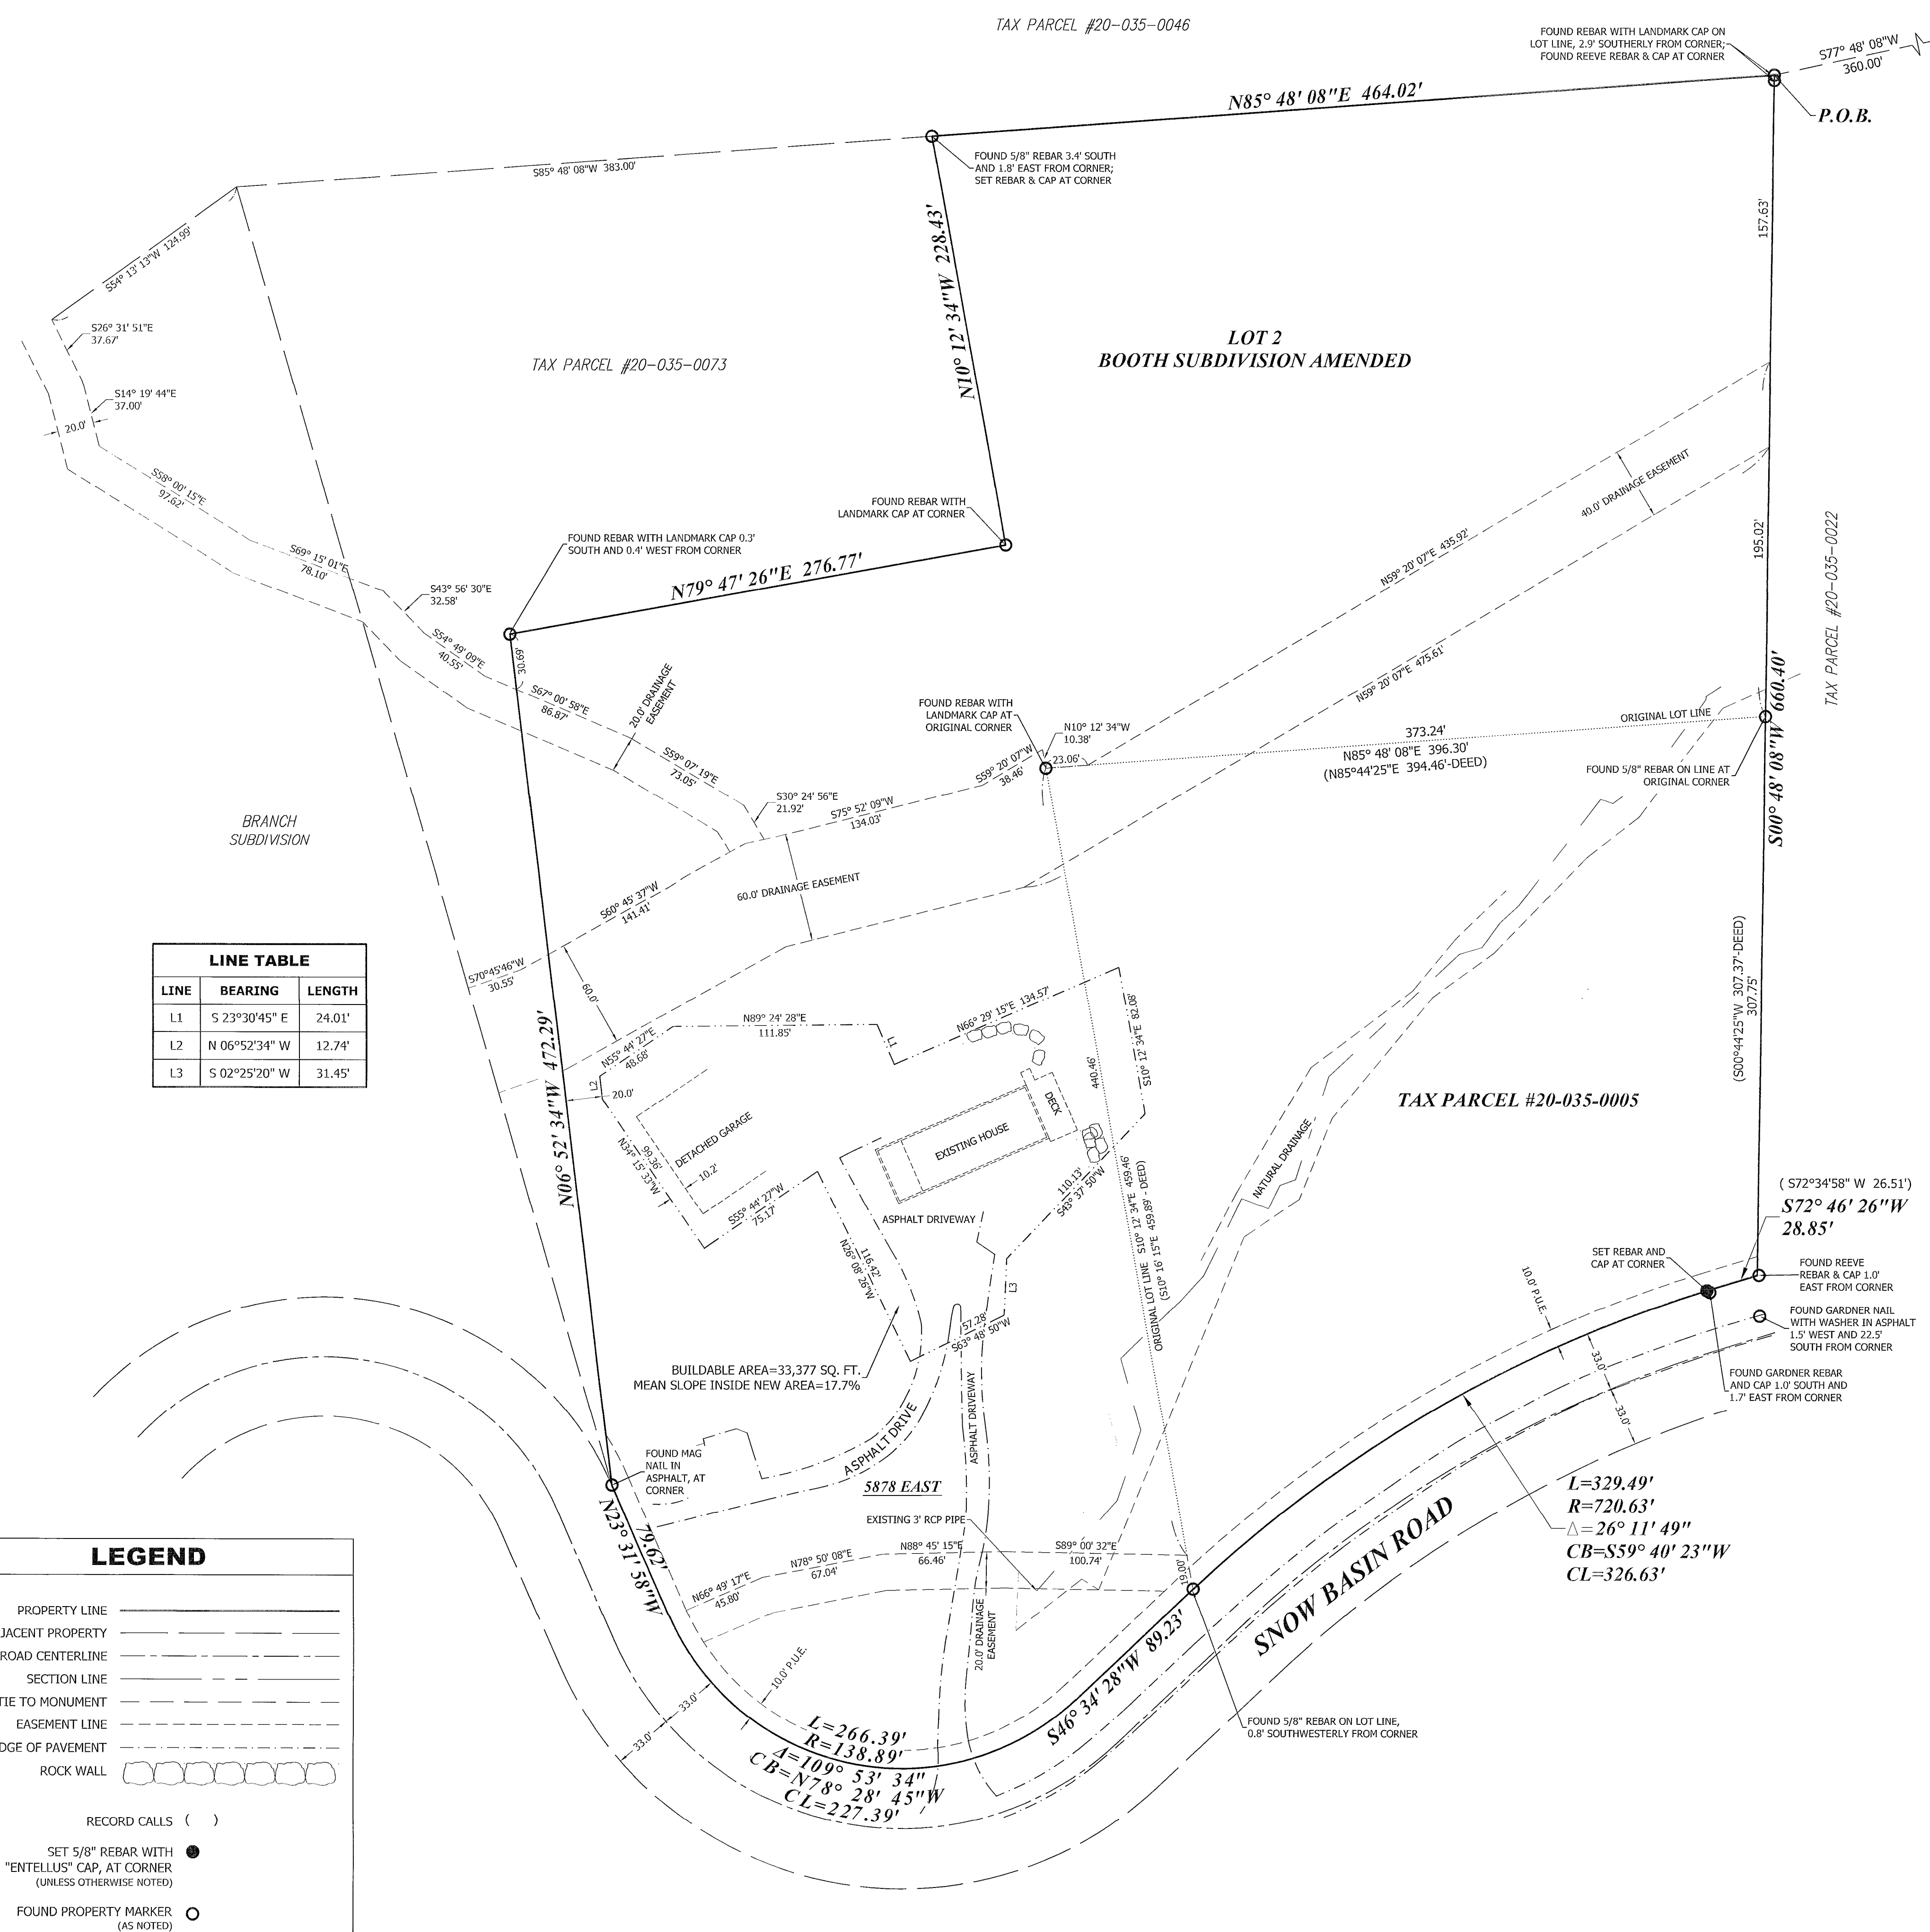 TAX PARCEL #20-035-0046
FOUND REBAR WITH LANDMARK CAP ON
LOT LINE, 2.9' SOUTHERLY FROM CORNER;
FOUND REEVE REBAR & CAP AT CORNER
S77° 48' 08"W
360.00'
P.O.B.
N85° 48' 08"E 464.02'
FOUND 5/8" REBAR 3.4' SOUTH
AND 1.8' EAST FROM CORNER;
SET REBAR & CAP AT CORNER
S85° 48' 08"W 383.00'
S54° 13' 13"W 124.99'
157.63'
N10° 12' 34"W 228.43'
S26° 31' 51"E
37.67'
LOT 2
BOOTH SUBDIVISION AMENDED
TAX PARCEL #20-035-0073
S14° 19' 44"E
37.00'
20.0'
S58° 00' 15"E
97.62'
40.0' DRAINAGE EASEMENT
FOUND REBAR WITH
LANDMARK CAP AT CORNER
FOUND REBAR WITH LANDMARK CAP 0.3'
SOUTH AND 0.4' WEST FROM CORNER
S69° 15' 01"E
78.10'
N79° 47' 26"E 276.77'
N59° 20' 07"E 435.92'
195.02'
TAX PARCEL #20-035-0022
S43° 56' 30"E
32.58'
S54° 49' 09"E
40.55'
30.69'
S67° 00' 58"E
86.87'
20.0' DRAINAGE
EASEMENT
N59° 20' 07"E 475.61'
S00° 48' 08"W 660.40'
FOUND REBAR WITH
LANDMARK CAP AT
ORIGINAL CORNER
N10° 12' 34"W
10.38'
ORIGINAL LOT LINE
373.24'
N85° 48' 08"E 396.30'
(N85°44'25"E 394.46'-DEED)
23.06'
S59° 07' 19"E
73.05'
S59° 20' 07"W
38.46'
FOUND 5/8" REBAR ON LINE AT
ORIGINAL CORNER
S30° 24' 56"E
21.92'
S75° 52' 09"W
134.03'
BRANCH
SUBDIVISION
60.0' DRAINAGE EASEMENT
S60° 45' 37"W
141.41'
S70°45'46"W
30.55'
60.0'
LINE TABLE
LINE BEARING LENGTH
L1 S 23°30'45" E 24.01'
L2 N 06°52'34" W 12.74'
L3 S 02°25'20" W 31.45'
(S00°44'25"W 307.37'-DEED)
307.75'
N06° 52' 34"W 472.29'
N55° 44' 27"E
48.68'
N89° 24' 28"E
111.85'
L1
N66° 29' 15"E 134.57'
S10° 12' 34"E 82.08'
440.46'
L2
20.0'
N34° 15' 33"W
99.36'
DETACHED GARAGE
10.2'
DECK
EXISTING HOUSE
TAX PARCEL #20-035-0005
NATURAL DRAINAGE
S55° 44' 27"W
75.17'
ASPHALT DRIVEWAY
110.13'
S43° 37' 50"W
ORIGINAL LOT LINE S10° 12' 34"E 459.46'
(S10° 16' 15"E 459.89' - DEED)
116.42'
N26° 08' 26"W
L3
57.28'
S63° 48' 50"W
( S72°34'58" W 26.51')
S72° 46' 26"W
28.85'
SET REBAR AND
CAP AT CORNER
FOUND REEVE
REBAR & CAP 1.0'
EAST FROM CORNER
10.0' P.U.E.
FOUND GARDNER NAIL
WITH WASHER IN ASPHALT
1.5' WEST AND 22.5'
SOUTH FROM CORNER
33.0'
33.0'
FOUND GARDNER REBAR
AND CAP 1.0' SOUTH AND
1.7' EAST FROM CORNER
BUILDABLE AREA=33,377 SQ. FT.
MEAN SLOPE INSIDE NEW AREA=17.7%
ASPHALT DRIVEWAY
ASPHALT DRIVE
FOUND MAG
NAIL IN
ASPHALT, AT
CORNER
5878 EAST
L=329.49'
R=720.63'
△=26° 11' 49"
CB=S59° 40' 23"W
CL=326.63'
EXISTING 3' RCP PIPE
N23° 31' 58"W
79.62'
N66° 49' 17"E
45.80'
N78° 50' 08"E
67.04'
N88° 45' 15"E
66.46'
S89° 00' 32"E
100.74'
19.00'
20.0' DRAINAGE
EASEMENT
SNOW BASIN ROAD
S46° 34' 28"W 89.23'
10.0' P.U.E.
33.0'
33.0'
L=266.39'
R=138.89'
Δ=109° 53' 34"
CB=N78° 28' 45"W
CL=227.39'
FOUND 5/8" REBAR ON LOT LINE,
0.8' SOUTHWESTERLY FROM CORNER
LEGEND
PROPERTY LINE
JACENT PROPERTY
ROAD CENTERLINE
SECTION LINE
TIE TO MONUMENT
EASEMENT LINE
DGE OF PAVEMENT
ROCK WALL
RECORD CALLS ( )
SET 5/8" REBAR WITH
"ENTELLUS" CAP, AT CORNER
(UNLESS OTHERWISE NOTED)
FOUND PROPERTY MARKER
(AS NOTED)